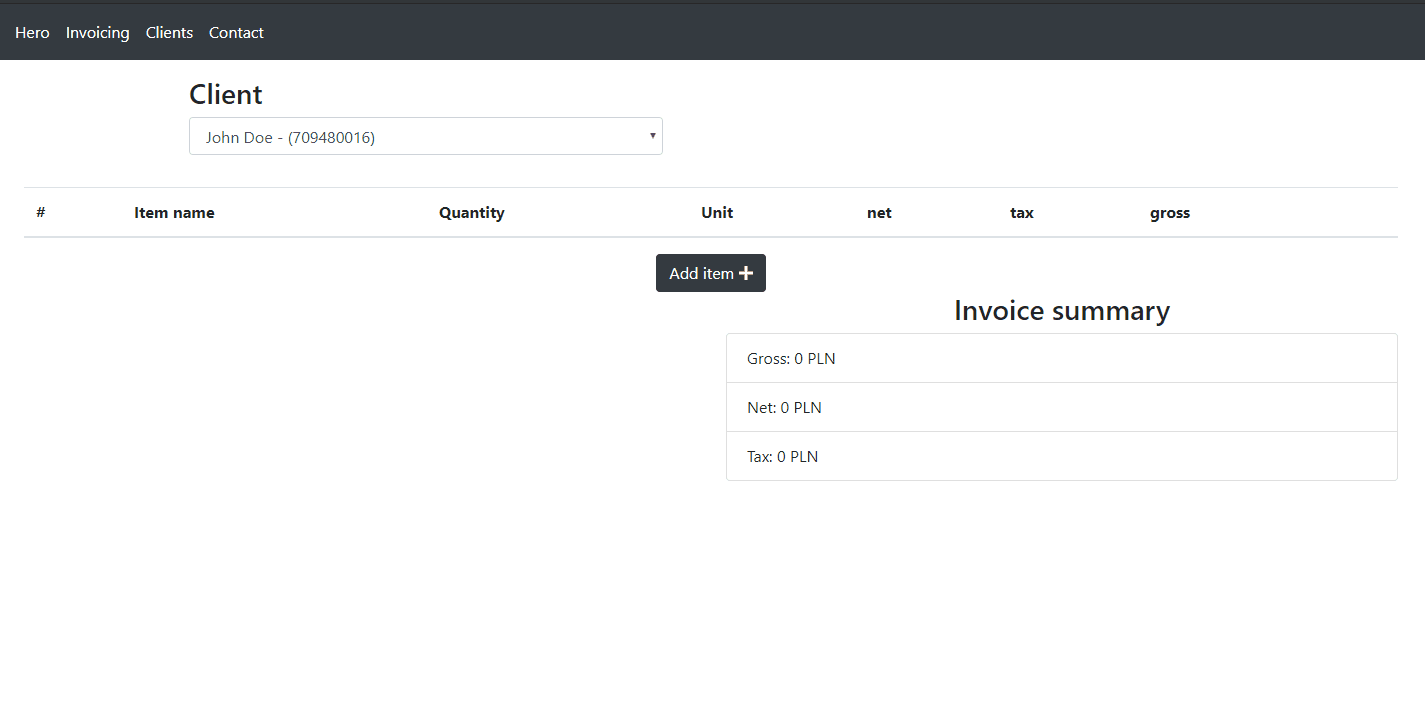 Hero Invoicing Clients Contact
Client
John Doe - (709480016)
# Item name Quantity Unit net tax gross
Add item
Invoice summary
Gross: 0 PLN
Net: 0 PLN
Tax: 0 PLN